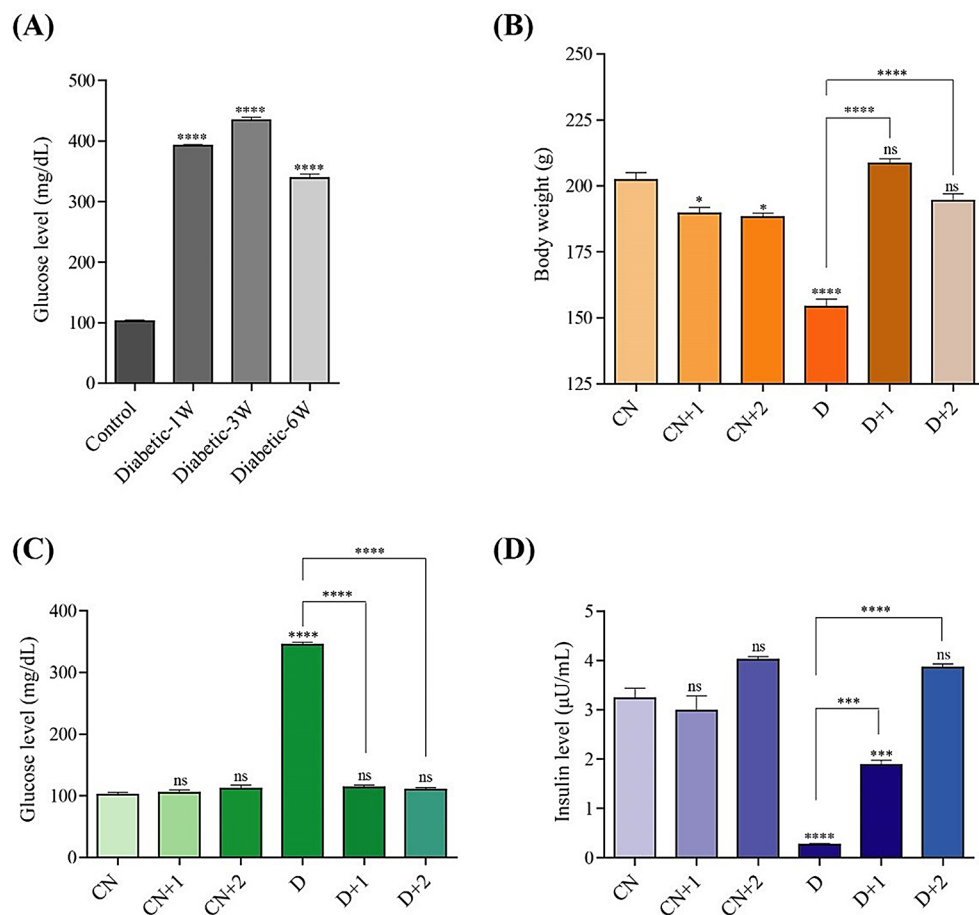 (A)
Glucose level (mg/dL)
500
400
300
200
100
0
****
****
****
Control
Diabetic-1W
Diabetic-3W
Diabetic-6W
(B)
Body weight (g)
250
225
200
175
150
125
****
****
*
*
****
ns
ns
CN
CN+1
CN+2
D
D+1
D+2
(C)
Glucose level (mg/dL)
400
300
200
100
0
****
****
****
ns
ns
ns
ns
CN
CN+1
CN+2
D
D+1
D+2
(D)
Insulin level (µU/mL)
5
4
3
2
1
0
****
***
ns
ns
****
***
ns
CN
CN+1
CN+2
D
D+1
D+2